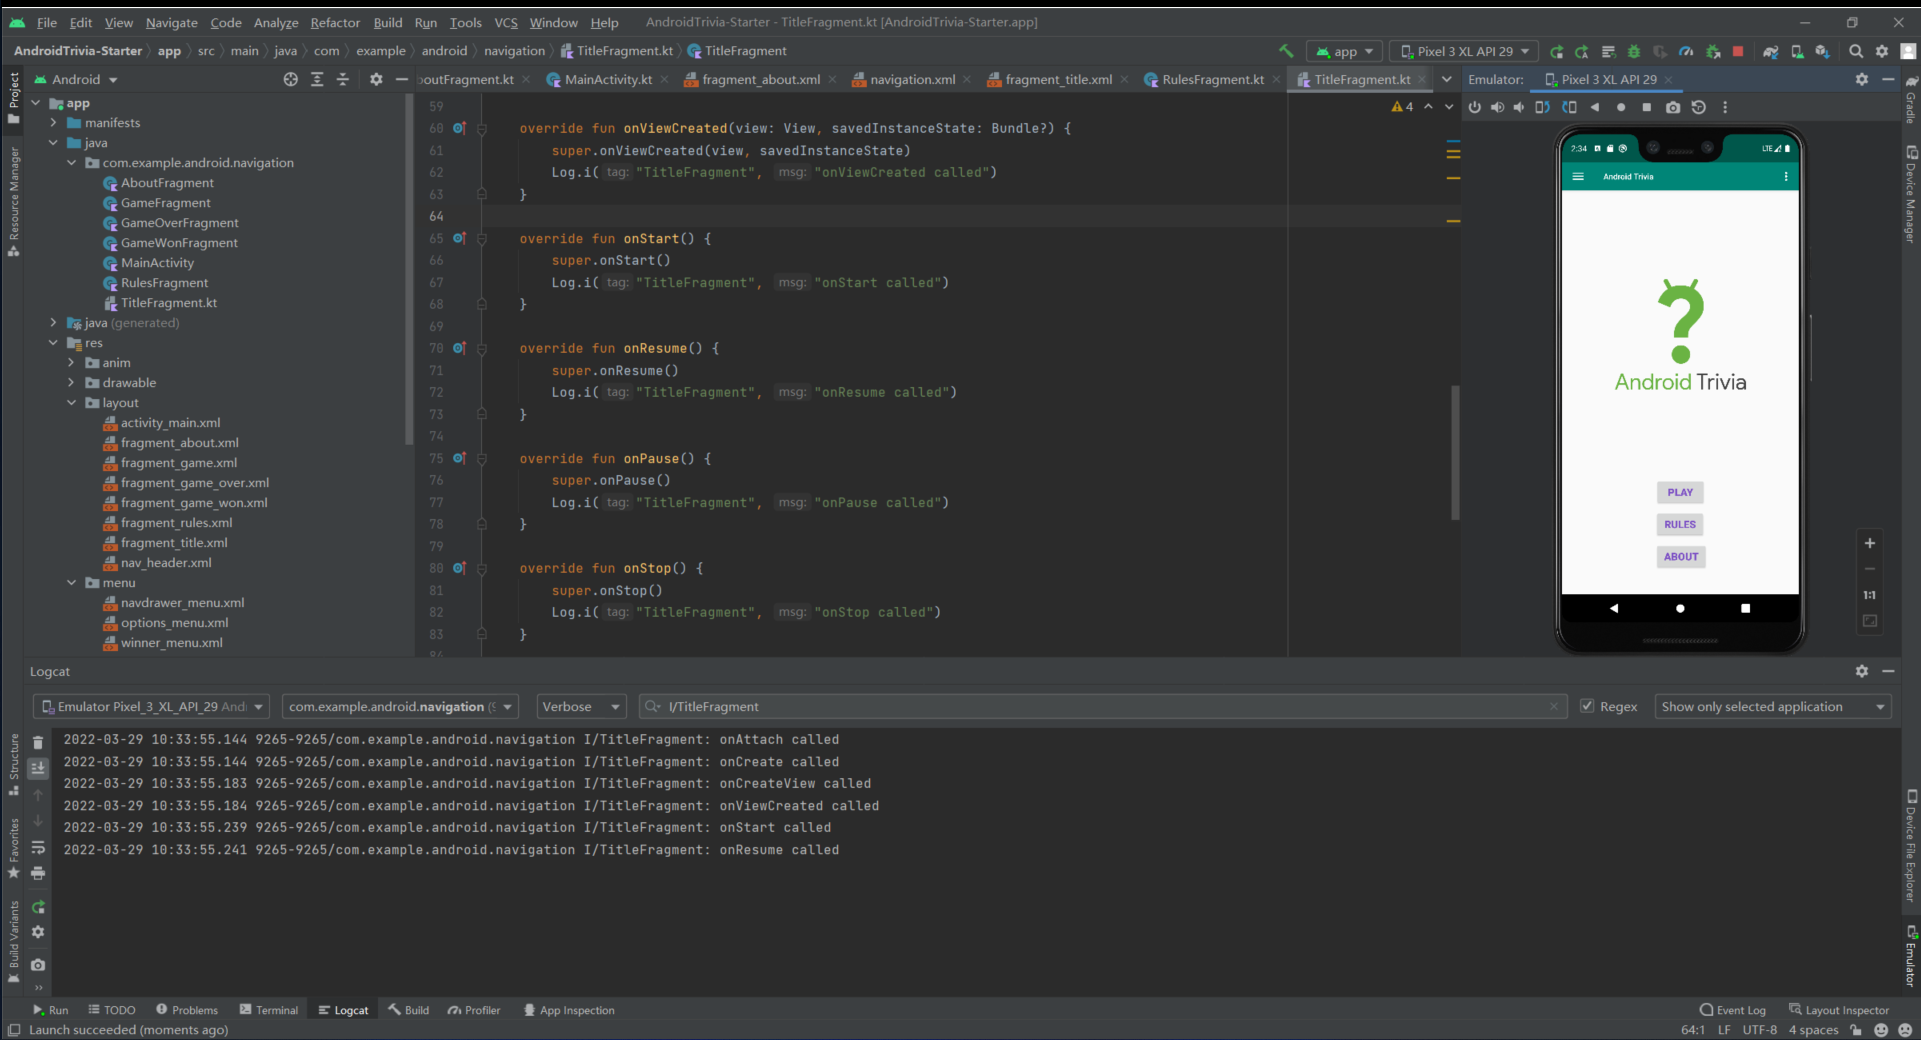 File Edit View Navigate Code Analyze Refactor Build Run Tools VCS Window Help AndroidTrivia-Starter - TitleFragment.kt [AndroidTrivia-Starter.app]
AndroidTrivia-Starter app src main java com example android navigation TitleFragment.kt TitleFragment
app Pixel 3 XL API 29
Project
Resource Manager
Structure
Favorites
Build Variants
Android
app
manifests
java
com.example.android.navigation
AboutFragment
GameFragment
GameOverFragment
GameWonFragment
MainActivity
RulesFragment
TitleFragment.kt
java (generated)
res
anim
drawable
layout
activity_main.xml
fragment_about.xml
fragment_game.xml
fragment_game_over.xml
fragment_game_won.xml
fragment_rules.xml
fragment_title.xml
nav_header.xml
menu
navdrawer_menu.xml
options_menu.xml
winner_menu.xml
boutFragment.kt MainActivity.kt fragment_about.xml navigation.xml fragment_title.xml RulesFragment.kt TitleFragment.kt
4
59
60 override fun onViewCreated(view: View, savedInstanceState: Bundle?) {
61 super.onViewCreated(view, savedInstanceState)
62 Log.i( tag: "TitleFragment", msg: "onViewCreated called")
63 }
64
65 override fun onStart() {
66 super.onStart()
67 Log.i( tag: "TitleFragment", msg: "onStart called")
68 }
69
70 override fun onResume() {
71 super.onResume()
72 Log.i( tag: "TitleFragment", msg: "onResume called")
73 }
74
75 override fun onPause() {
76 super.onPause()
77 Log.i( tag: "TitleFragment", msg: "onPause called")
78 }
79
80 override fun onStop() {
81 super.onStop()
82 Log.i( tag: "TitleFragment", msg: "onStop called")
83 }
84
Emulator: Pixel 3 XL API 29
2:34 LTE
Android Trivia
Android Trivia
PLAY
RULES
ABOUT
1:1
Gradle
Device Manager
Device File Explorer
Emulator
Logcat
Emulator Pixel_3_XL_API_29 And com.example.android.navigation Verbose I/TitleFragment Regex Show only selected application
2022-03-29 10:33:55.144 9265-9265/com.example.android.navigation I/TitleFragment: onAttach called
2022-03-29 10:33:55.144 9265-9265/com.example.android.navigation I/TitleFragment: onCreate called
2022-03-29 10:33:55.183 9265-9265/com.example.android.navigation I/TitleFragment: onCreateView called
2022-03-29 10:33:55.184 9265-9265/com.example.android.navigation I/TitleFragment: onViewCreated called
2022-03-29 10:33:55.239 9265-9265/com.example.android.navigation I/TitleFragment: onStart called
2022-03-29 10:33:55.241 9265-9265/com.example.android.navigation I/TitleFragment: onResume called
Run TODO Problems Terminal Logcat Build Profiler App Inspection Event Log Layout Inspector
Launch succeeded (moments ago) 64:1 LF UTF-8 4 spaces